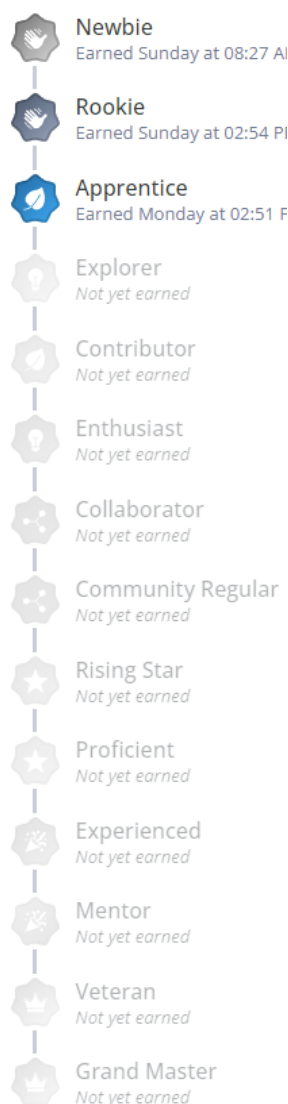 Newbie
Earned Sunday at 08:27 A
Rookie
Earned Sunday at 02:54 P
Apprentice
Earned Monday at 02:51 P
Explorer
Not yet earned
Contributor
Not yet earned
Enthusiast
Not yet earned
Collaborator
Not yet earned
Community Regular
Not yet earned
Rising Star
Not yet earned
Proficient
Not yet earned
Experienced
Not yet earned
Mentor
Not yet earned
Veteran
Not yet earned
Grand Master
Not yet earned